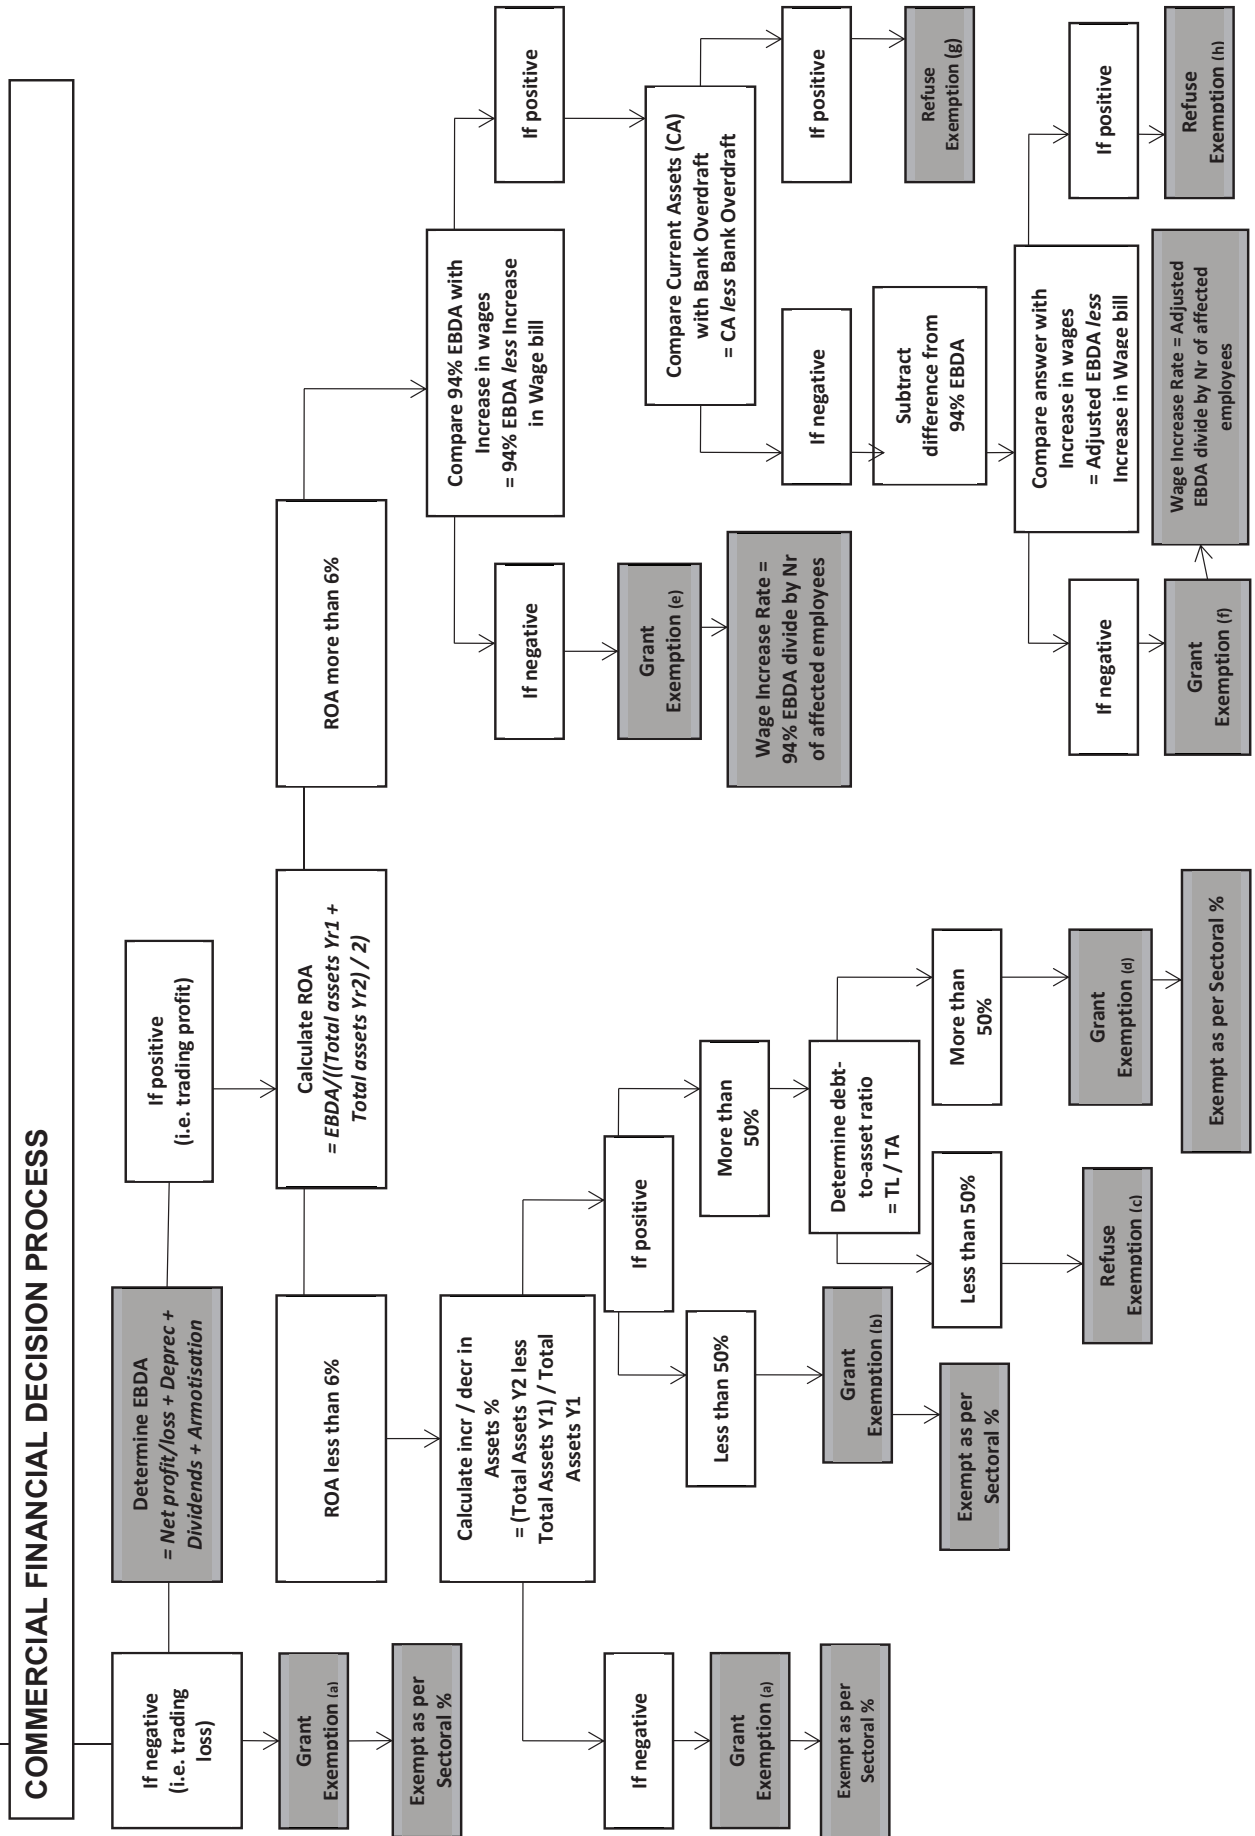 COMMERCIAL FINANCIAL DECISION PROCESS
If negative
(i.e. trading
loss)
Determine EBDA
= Net profit/loss + Deprec +
Dividends + Armotisation
If positive
(i.e. trading profit)
Grant
Exemption (a)
Exempt as per
Sectoral %
Calculate ROA
= EBDA/((Total assets Yr1 +
Total assets Yr2) / 2)
ROA less than 6%
ROA more than 6%
Calculate incr / decr in
Assets %
= (Total Assets Y2 less
Total Assets Y1) / Total
Assets Y1
If negative
Grant
Exemption (a)
Exempt as per
Sectoral %
If positive
Less than 50%
Grant
Exemption (b)
Exempt as per
Sectoral %
More than
50%
Determine debt-
to-asset ratio
= TL / TA
Less than 50%
Refuse
Exemption (c)
More than
50%
Grant
Exemption (d)
Exempt as per Sectoral %
Compare 94% EBDA with
Increase in wages
= 94% EBDA less Increase
in Wage bill
If negative
Grant
Exemption (e)
Wage Increase Rate =
94% EBDA divide by Nr
of affected employees
If positive
Compare Current Assets (CA)
with Bank Overdraft
= CA less Bank Overdraft
If negative
Subtract
difference from
94% EBDA
If positive
Refuse
Exemption (g)
Compare answer with
Increase in wages
= Adjusted EBDA less
Increase in Wage bill
If negative
Grant
Exemption (f)
Wage Increase Rate = Adjusted
EBDA divide by Nr of affected
employees
If positive
Refuse
Exemption (h)